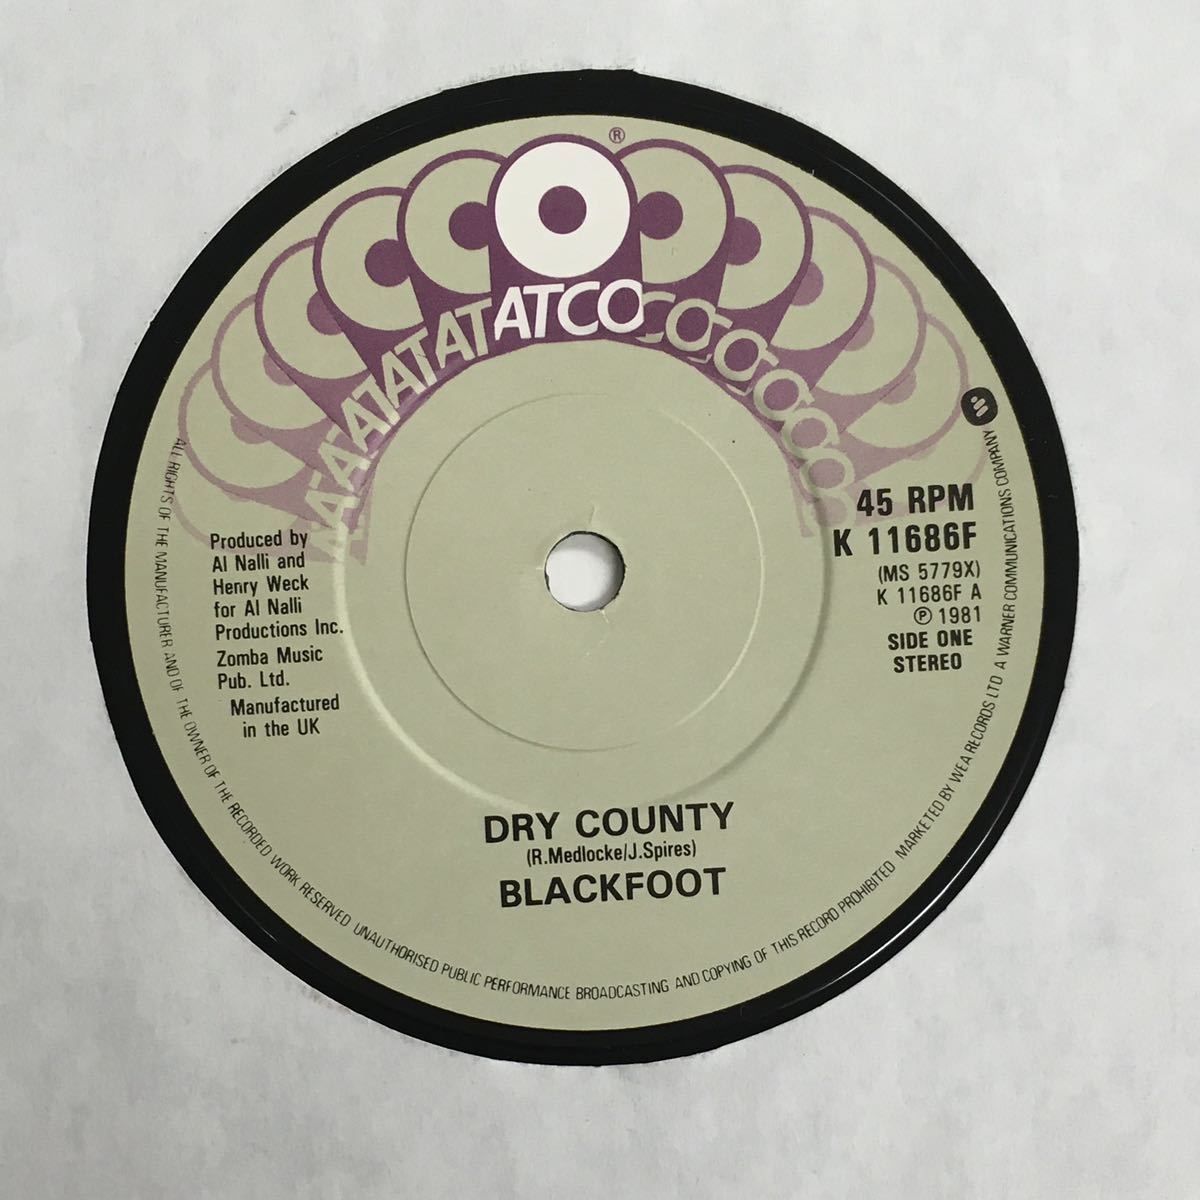 ®
ATCO
45 RPM
K 11686F
(MS 5779X)
K 11686F A
℗ 1981
SIDE ONE
STEREO
Produced by
Al Nalli and
Henry Weck
for Al Nalli
Productions Inc.
Zomba Music
Pub. Ltd.
Manufactured
in the UK
DRY COUNTY
(R.Medlocke/J.Spires)
BLACKFOOT
ALL RIGHTS OF THE MANUFACTURER AND OF THE OWNER OF THE RECORDED WORK RESERVED UNAUTHORISED PUBLIC PERFORMANCE BROADCASTING AND COPYING OF THIS RECORD PROHIBITED MARKETED BY WEA RECORDS LTD A WARNER COMMUNICATIONS COMPANY